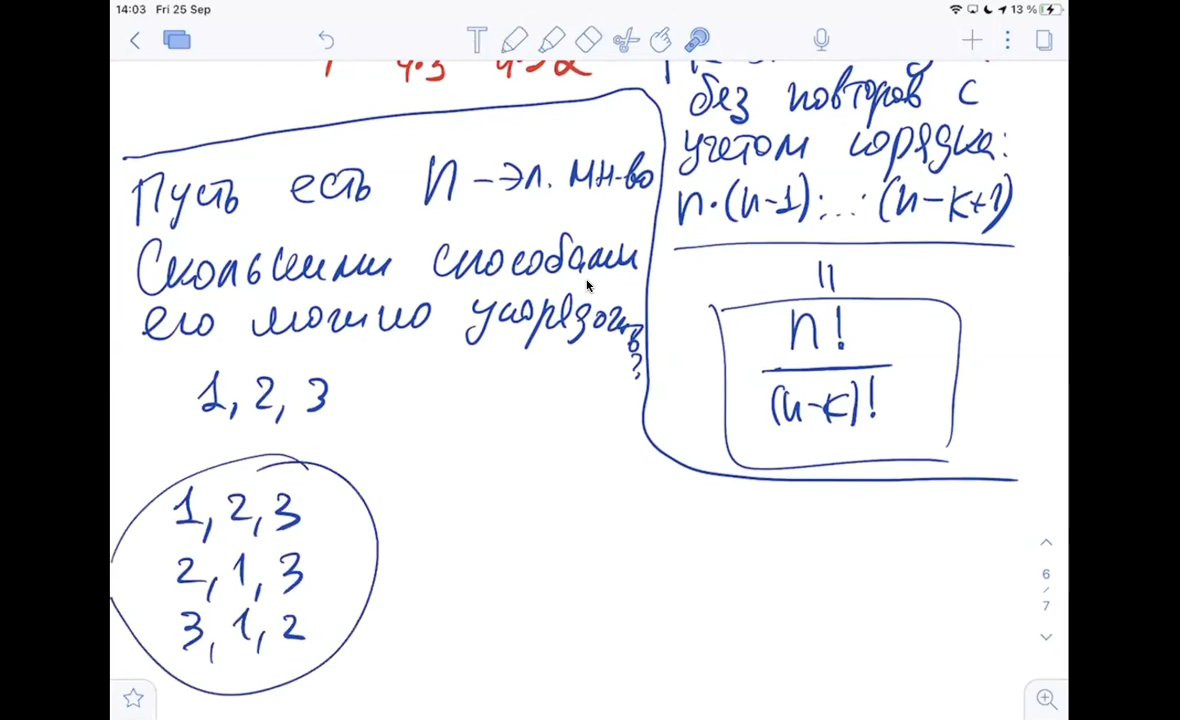 14:03 Fri 25 Sep
13 %
без повторов с
учетом порядка:
n·(n-1)·...·(n-k+1)
=
n!
(n-k)!
Пусть есть n-эл. мн-во
Сколькими способами
его можно упорядочить?
1, 2, 3
1, 2, 3
2, 1, 3
3, 1, 2
6
/
7